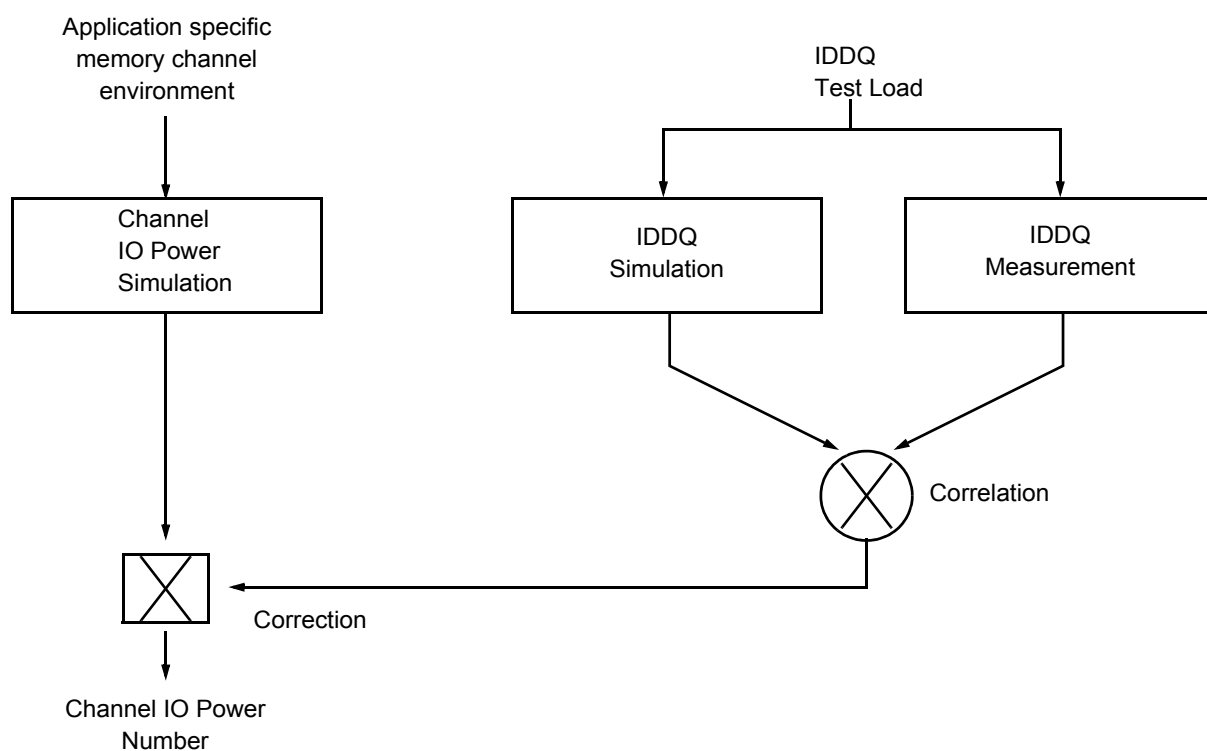 Application specific
memory channel
environment
IDDQ
Test Load
Channel
IO Power
Simulation
IDDQ
Simulation
IDDQ
Measurement
Correlation
Correction
Channel IO Power
Number